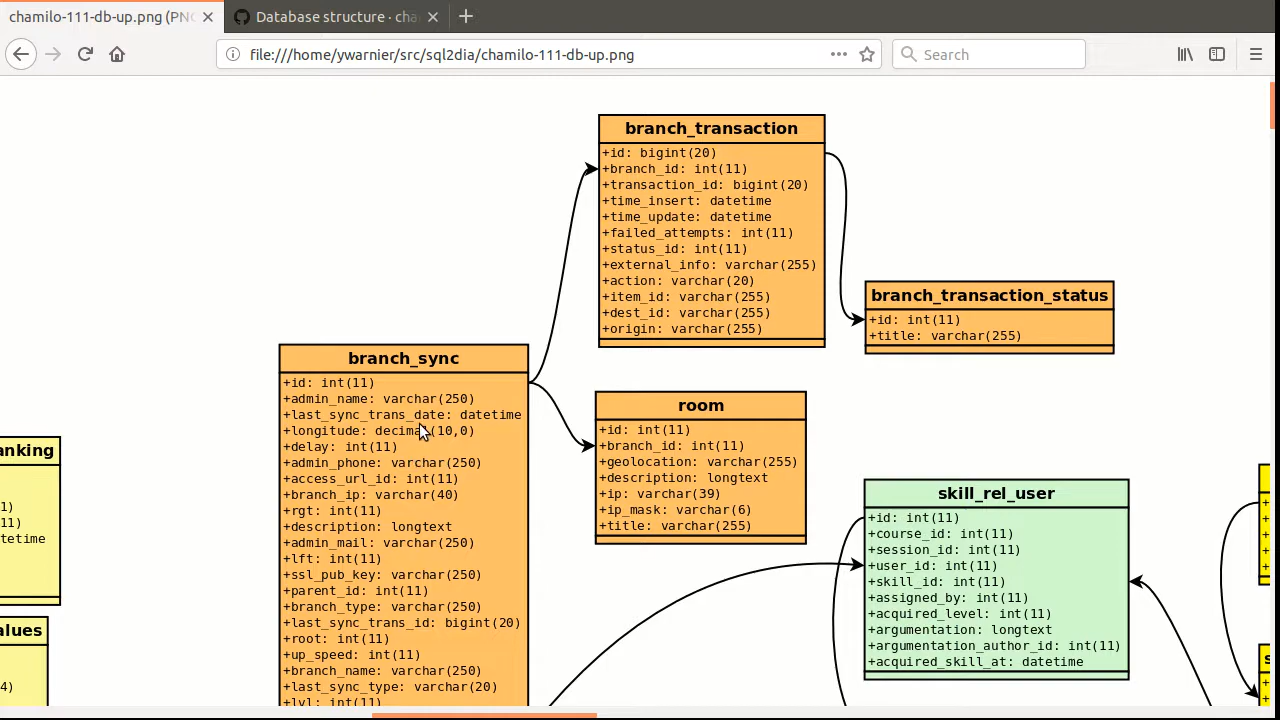 chamilo-111-db-up.png (PN
Database structure · cha
file:///home/ywarnier/src/sql2dia/chamilo-111-db-up.png
Search
branch_transaction
+id: bigint(20)
+branch_id: int(11)
+transaction_id: bigint(20)
+time_insert: datetime
+time_update: datetime
+failed_attempts: int(11)
+status_id: int(11)
+external_info: varchar(255)
+action: varchar(20)
+item_id: varchar(255)
+dest_id: varchar(255)
+origin: varchar(255)
branch_transaction_status
+id: int(11)
+title: varchar(255)
branch_sync
+id: int(11)
+admin_name: varchar(250)
+last_sync_trans_date: datetime
+longitude: decimal(10,0)
+delay: int(11)
+admin_phone: varchar(250)
+access_url_id: int(11)
+branch_ip: varchar(40)
+rgt: int(11)
+description: longtext
+admin_mail: varchar(250)
+lft: int(11)
+ssl_pub_key: varchar(250)
+parent_id: int(11)
+branch_type: varchar(250)
+last_sync_trans_id: bigint(20)
+root: int(11)
+up_speed: int(11)
+branch_name: varchar(250)
+last_sync_type: varchar(20)
+lvl: int(11)
room
+id: int(11)
+branch_id: int(11)
+geolocation: varchar(255)
+description: longtext
+ip: varchar(39)
+ip_mask: varchar(6)
+title: varchar(255)
skill_rel_user
+id: int(11)
+course_id: int(11)
+session_id: int(11)
+user_id: int(11)
+skill_id: int(11)
+assigned_by: int(11)
+acquired_level: int(11)
+argumentation: longtext
+argumentation_author_id: int(11)
+acquired_skill_at: datetime
anking
1)
11)
tetime
alues
4)